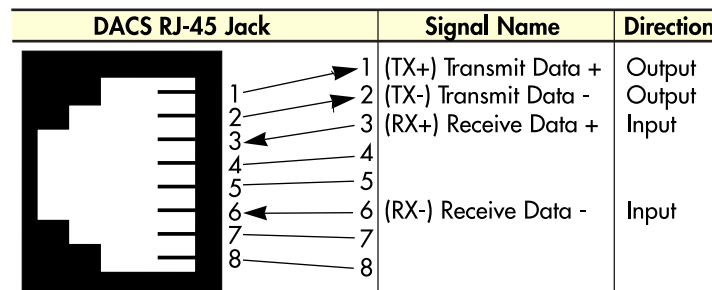 DACS RJ-45 Jack Signal Name Direction
1 1 (TX+) Transmit Data + Output
2 2 (TX-) Transmit Data - Output
3 3 (RX+) Receive Data + Input
4 4
5 5
6 6 (RX-) Receive Data - Input
7 7
8 8